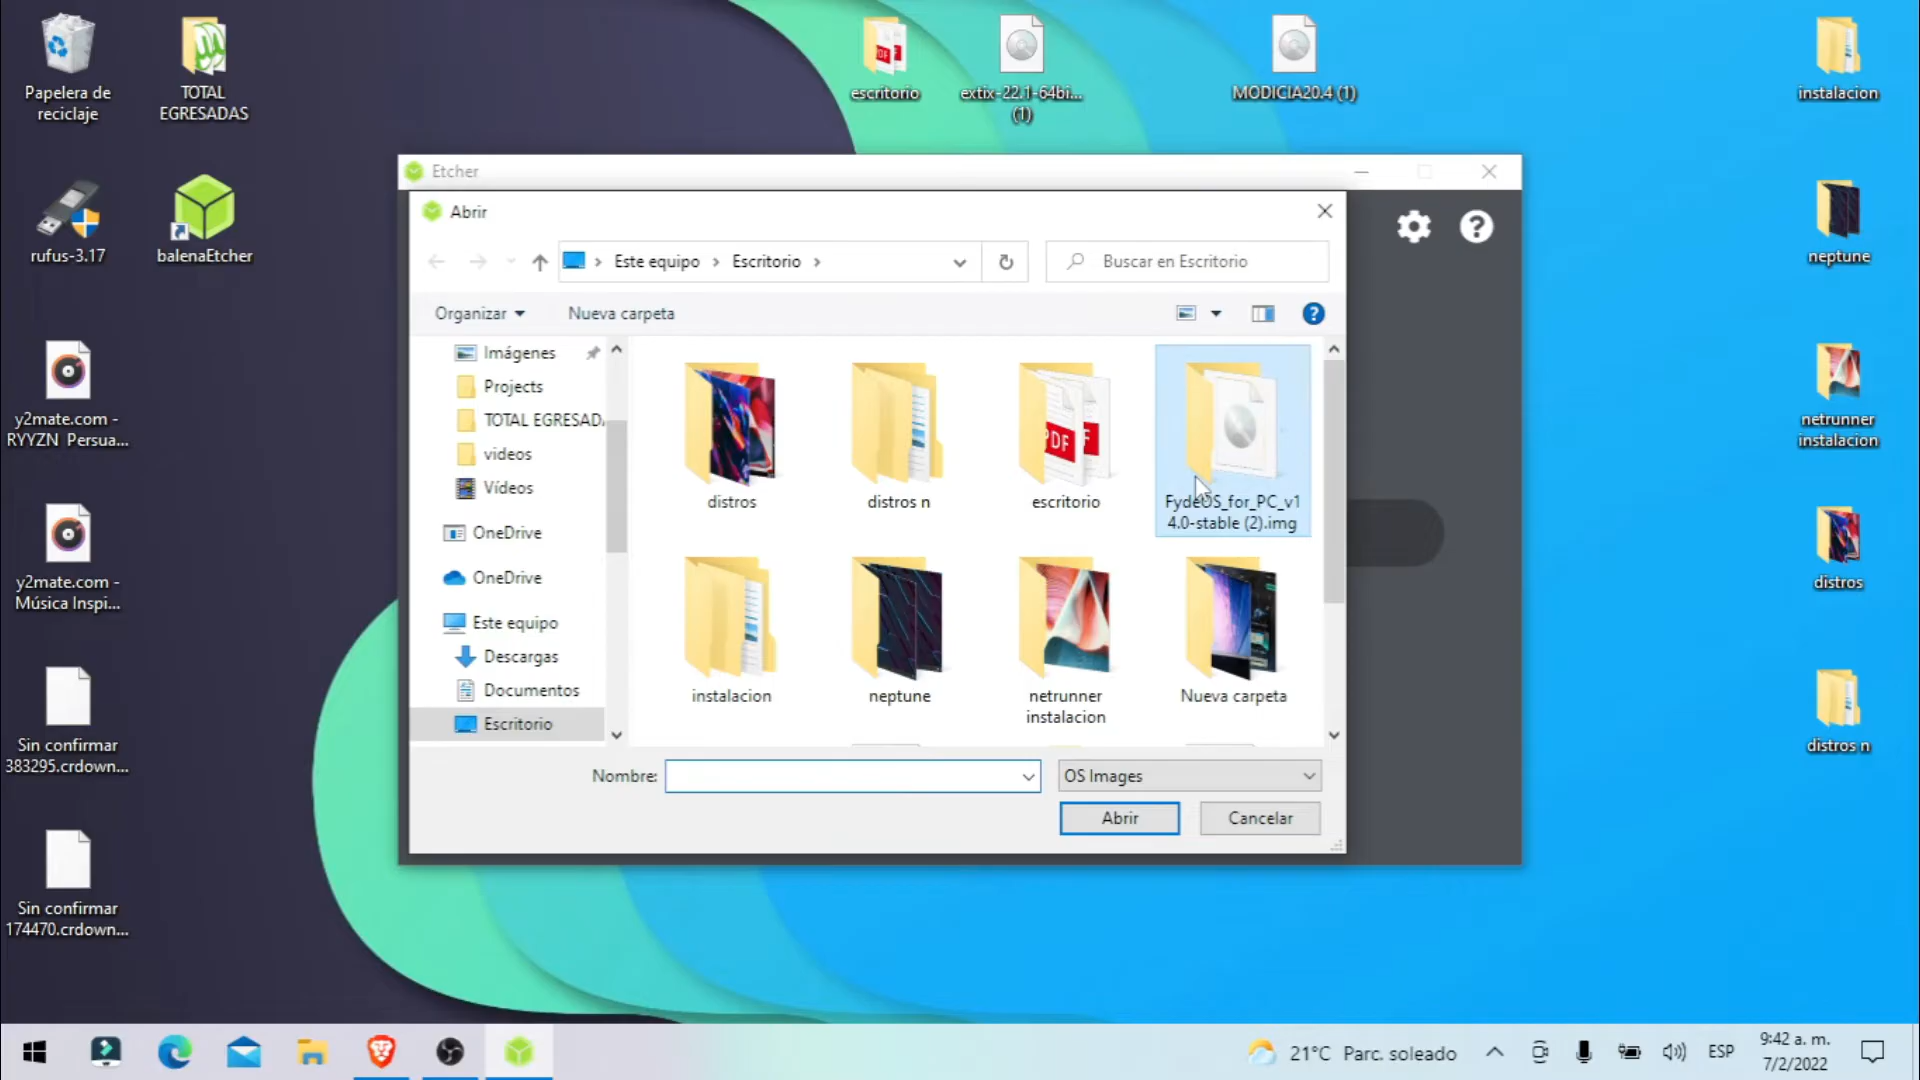 Papelera de
reciclaje
TOTAL
EGRESADAS
escritorio
extix-22.1-64bi...
(1)
MODICIA20.4 (1)
instalacion
rufus-3.17
balenaEtcher
neptune
y2mate.com -
RYYZN Persua...
netrunner
instalacion
y2mate.com -
Música Inspi...
distros
Sin confirmar
383295.crdown...
distros n
Sin confirmar
174470.crdown...
Etcher
Abrir
Este equipo
Escritorio
Buscar en Escritorio
Organizar
Nueva carpeta
Imágenes
Projects
TOTAL EGRESAD
videos
Vídeos
OneDrive
OneDrive
Este equipo
Descargas
Documentos
Escritorio
distros
distros n
escritorio
FydeOS_for_PC_v1
4.0-stable (2).img
instalacion
neptune
netrunner
instalacion
Nueva carpeta
Nombre:
OS Images
Abrir
Cancelar
21°C Parc. soleado
ESP
9:42 a. m.
7/2/2022